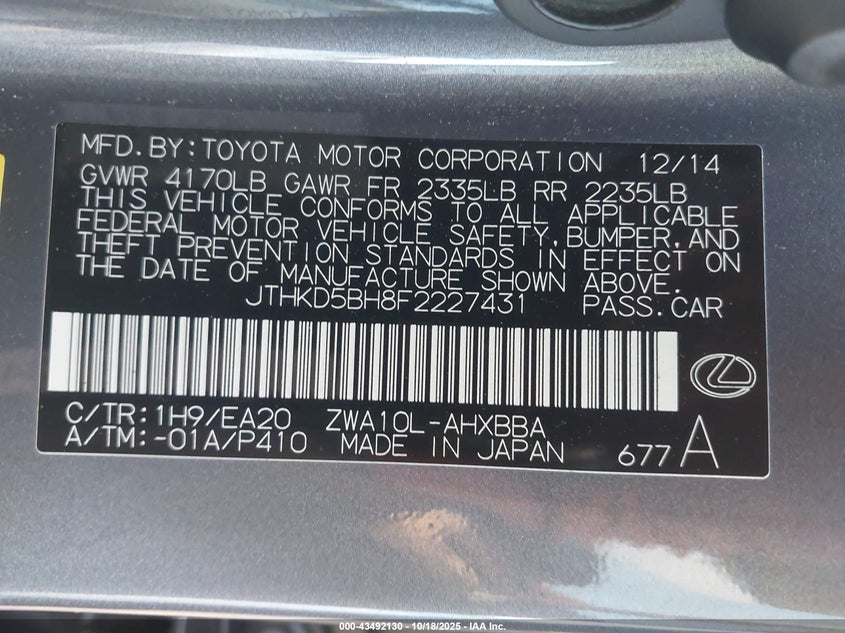 MFD.BY:TOYOTA MOTOR CORPORATION 12/14
GVWR 4170LB GAWR FR 2335LB RR 2235LB
THIS VEHICLE CONFORMS TO ALL APPLICABLE
FEDERAL MOTOR VEHICLE SAFETY,BUMPER,AND
THEFT PREVENTION STANDARDS IN EFFECT ON
THE DATE OF MANUFACTURE SHOWN ABOVE.
JTHKD5BH8F2227431 PASS.CAR
C/TR:1H9/EA20 ZWA10L-AHXBBA
A/TM:-01A/P410 MADE IN JAPAN 677 A
000-43492130 - 10/18/2025 - IAA Inc.